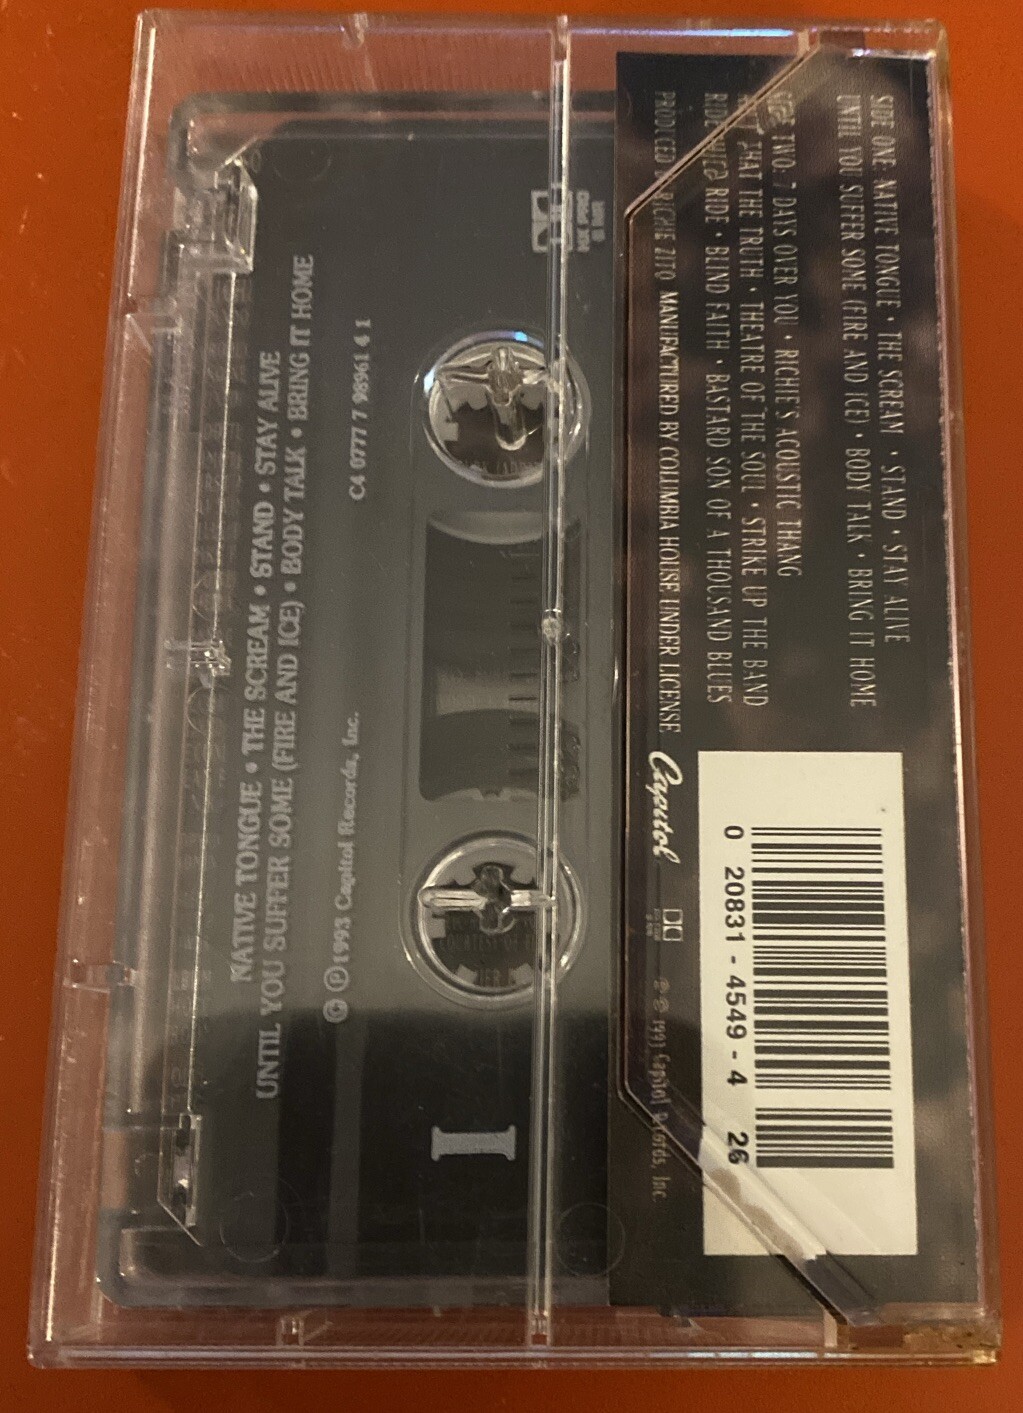 SIDE ONE: NATIVE TONGUE • THE SCREAM • STAND • STAY ALIVE
UNTIL YOU SUFFER SOME (FIRE AND ICE) • BODY TALK • BRING IT HOME
TWO: 7 DAYS OVER YOU • RICHIE'S ACOUSTIC THANG
THAT THE TRUTH • THEATRE OF THE SOUL • STRIKE UP THE BAND
RIDE • BLIND FAITH • BASTARD SON OF A THOUSAND BLUES
PRODUCED RICHIE ZITO MANUFACTURED BY COLUMBIA HOUSE, UNDER LICENSE
Capitol
℗ © 1993 Capitol Records, Inc.
0 20831 - 4549 - 4 26
HX PRO
NATIVE TONGUE • THE SCREAM • STAND • STAY ALIVE
UNTIL YOU SUFFER SOME (FIRE AND ICE) • BODY TALK • BRING IT HOME
C4 0777 7 98961 4 1
© ℗ 1993 Capitol Records, Inc.
I